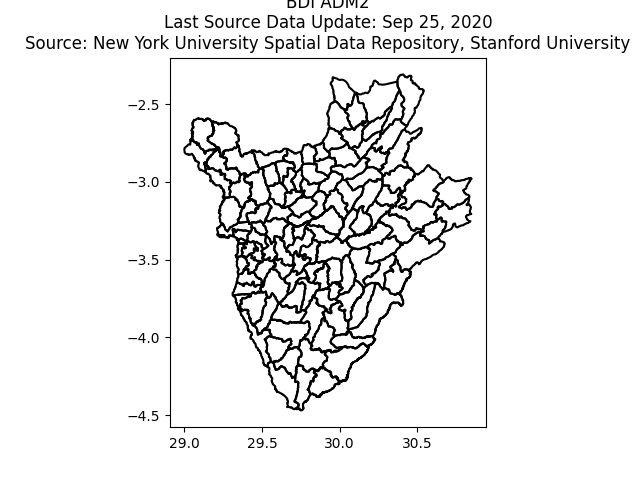 BDI ADM2
Last Source Data Update: Sep 25, 2020
Source: New York University Spatial Data Repository, Stanford University
−2.5
−3.0
−3.5
−4.0
−4.5
29.0 29.5 30.0 30.5